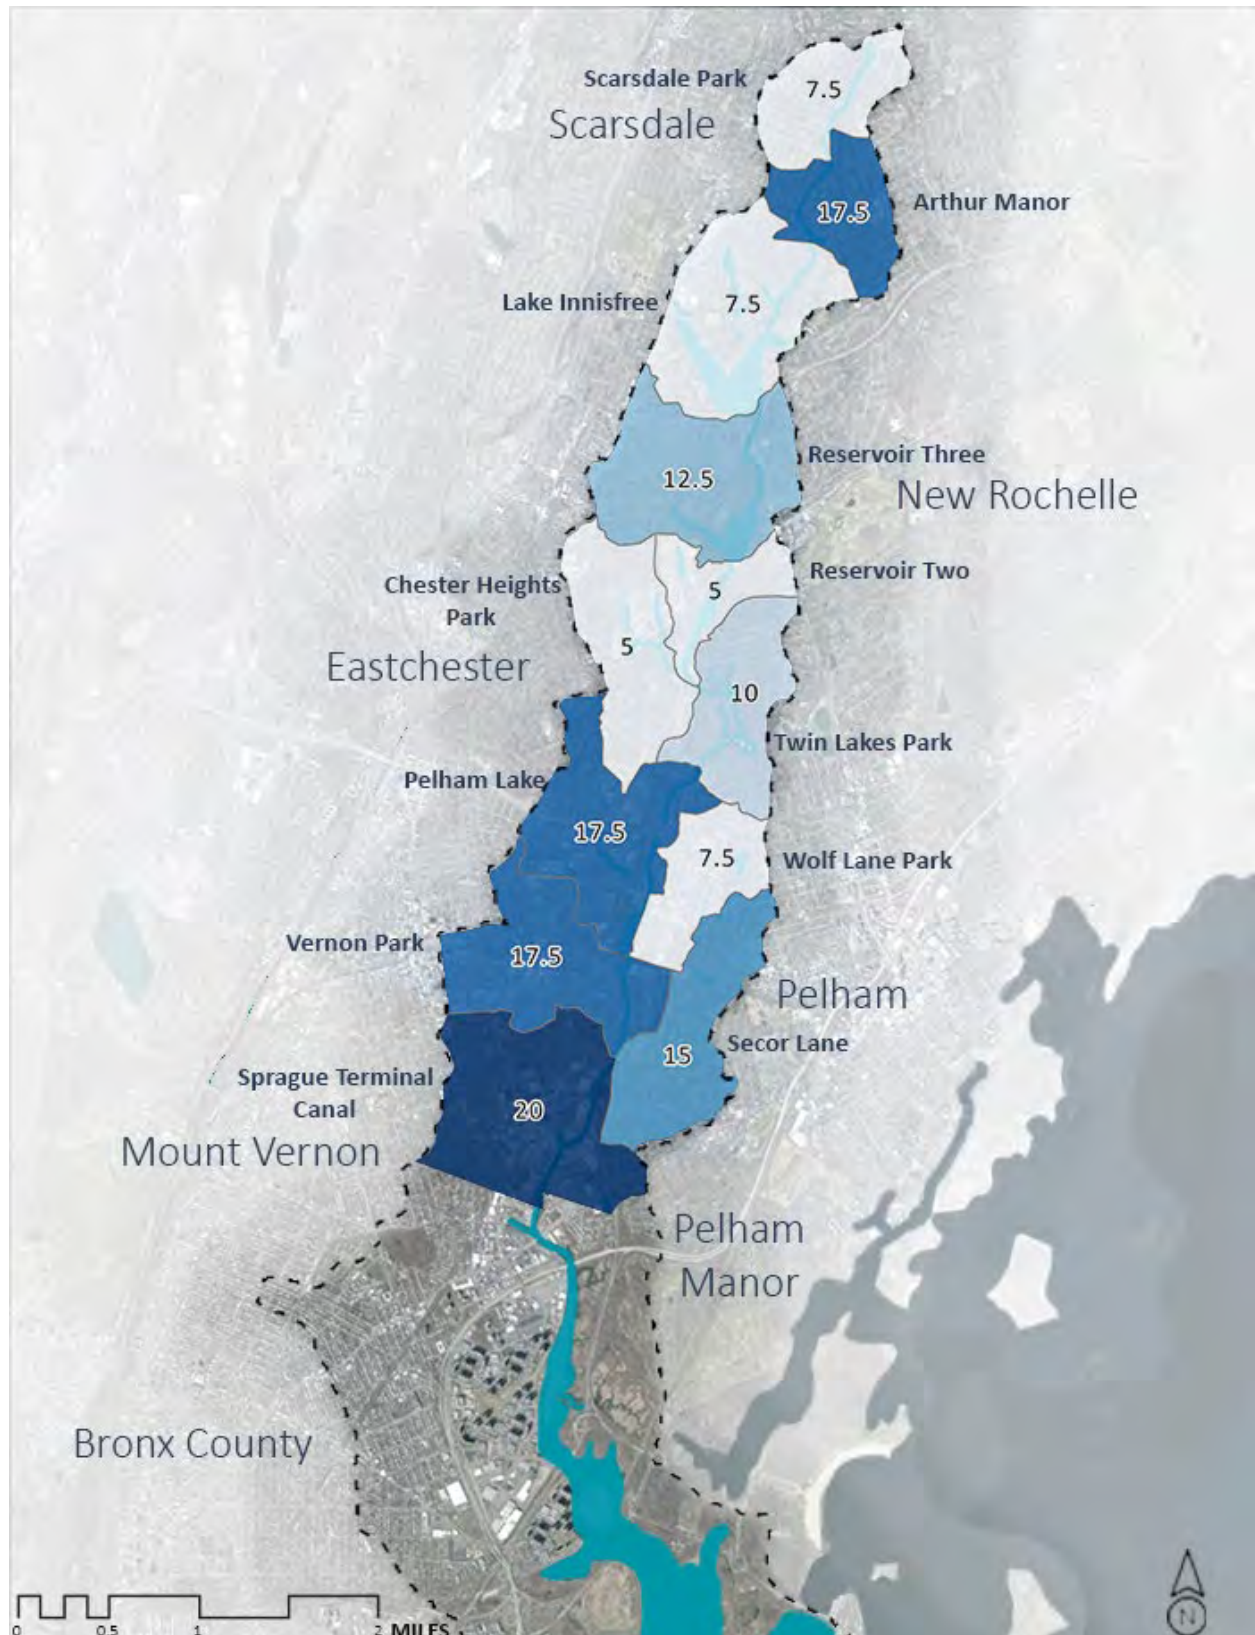 Scarsdale Park
7.5
Scarsdale
17.5
Arthur Manor
Lake Innisfree
7.5
Reservoir Three
12.5
New Rochelle
Reservoir Two
Chester Heights
Park
5
5
Eastchester
10
Twin Lakes Park
Pelham Lake
17.5
7.5
Wolf Lane Park
Vernon Park
17.5
Pelham
Secor Lane
15
Sprague Terminal
Canal
20
Mount Vernon
Pelham
Manor
Bronx County
N
0 0.5 1 2 MILES